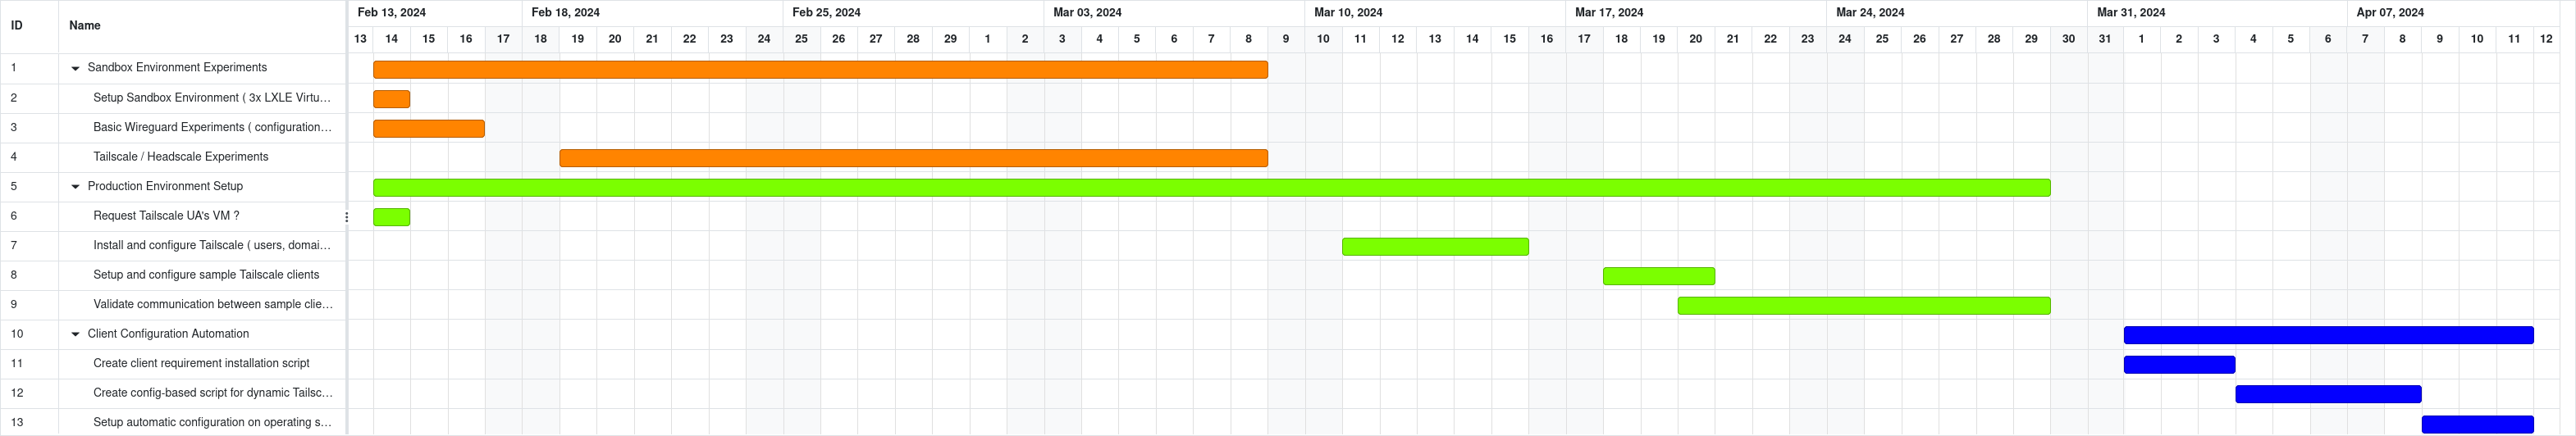 ID Name Feb 13, 2024 Feb 18, 2024 Feb 25, 2024 Mar 03, 2024 Mar 10, 2024 Mar 17, 2024 Mar 24, 2024 Mar 31, 2024 Apr 07, 2024
13 14 15 16 17 18 19 20 21 22 23 24 25 26 27 28 29 1 2 3 4 5 6 7 8 9 10 11 12 13 14 15 16 17 18 19 20 21 22 23 24 25 26 27 28 29 30 31 1 2 3 4 5 6 7 8 9 10 11 12
1 Sandbox Environment Experiments
2 Setup Sandbox Environment ( 3x LXLE Virtu...
3 Basic Wireguard Experiments ( configuration...
4 Tailscale / Headscale Experiments
5 Production Environment Setup
6 Request Tailscale UA's VM ?
7 Install and configure Tailscale ( users, domai...
8 Setup and configure sample Tailscale clients
9 Validate communication between sample clie...
10 Client Configuration Automation
11 Create client requirement installation script
12 Create config-based script for dynamic Tailsc...
13 Setup automatic configuration on operating s...